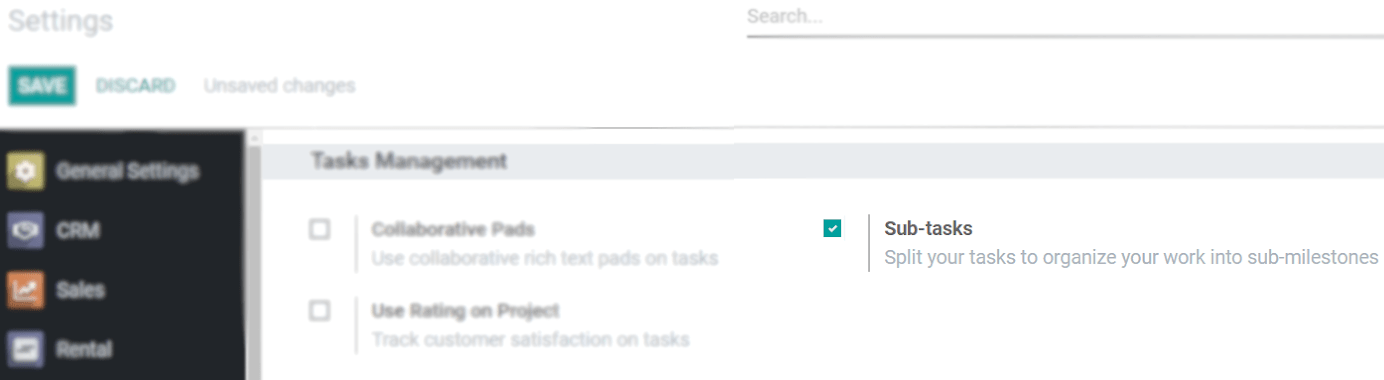 Settings
Search...
SAVE DISCARD Unsaved changes
General Settings
CRM
Sales
Rental
Tasks Management
Collaborative Pads
Use collaborative rich text pads on tasks
Sub-tasks
Split your tasks to organize your work into sub-milestones
Use Rating on Project
Track customer satisfaction on tasks